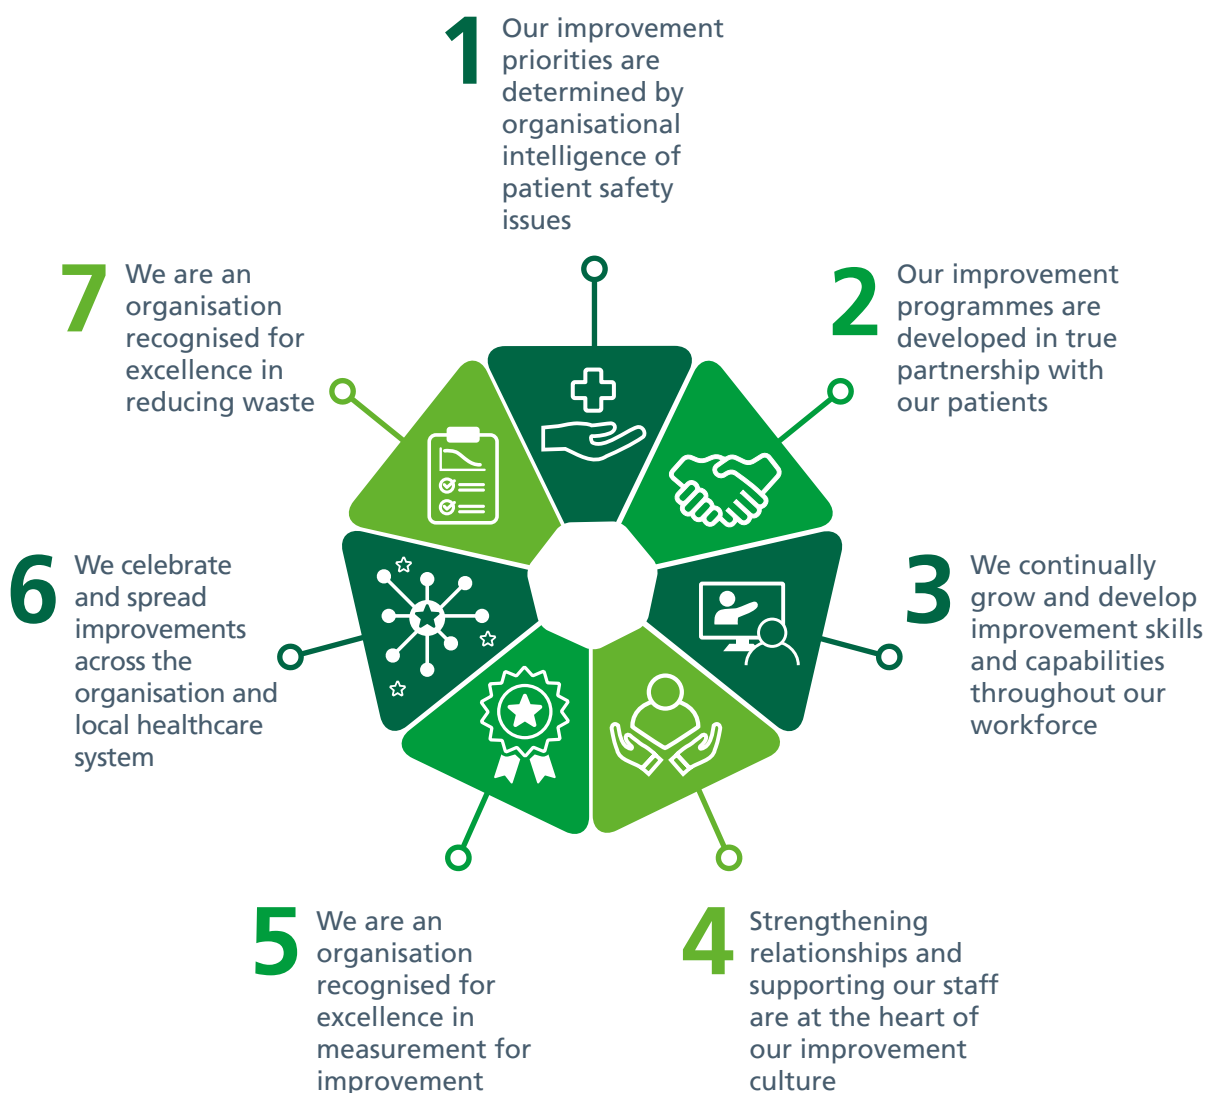 1
Our improvement
priorities are
determined by
organisational
intelligence of
patient safety
issues
2
Our improvement
programmes are
developed in true
partnership with
our patients
3
We continually
grow and develop
improvement skills
and capabilities
throughout our
workforce
4
Strengthening
relationships and
supporting our staff
are at the heart of
our improvement
culture
5
We are an
organisation
recognised for
excellence in
measurement for
improvement
6
We celebrate
and spread
improvements
across the
organisation and
local healthcare
system
7
We are an
organisation
recognised for
excellence in
reducing waste